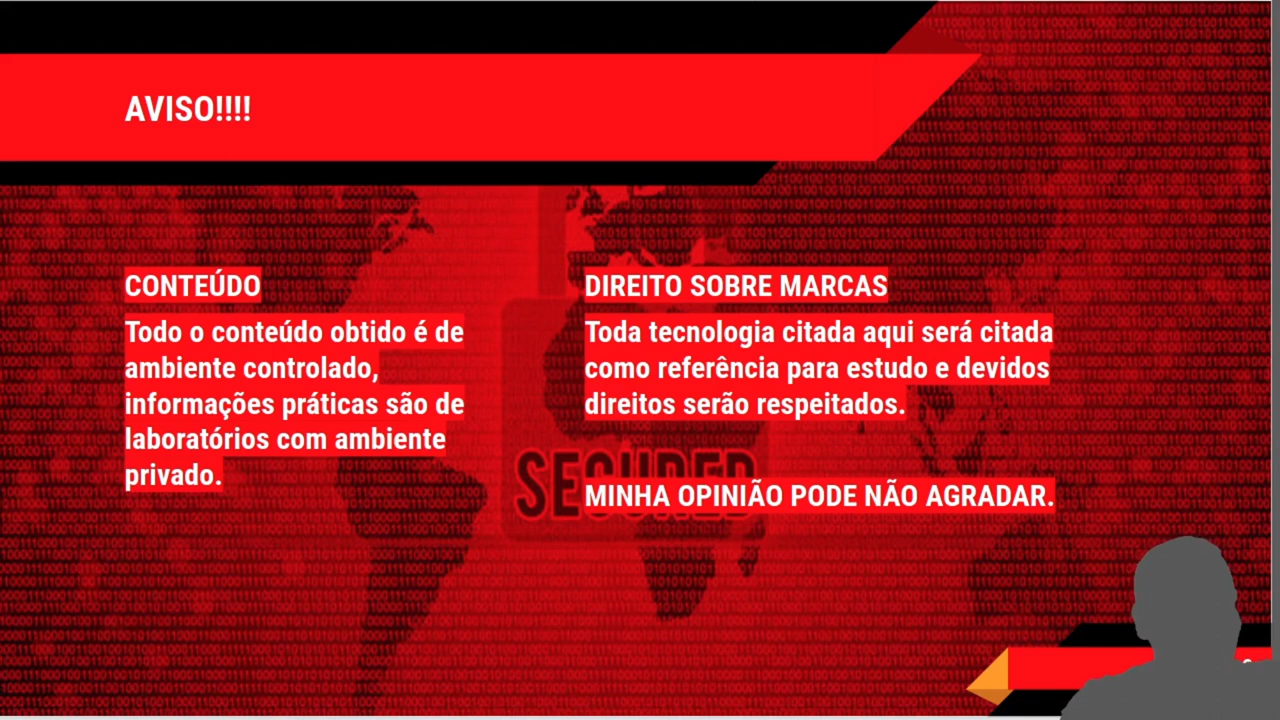 AVISO!!!!
CONTEÚDO
Todo o conteúdo obtido é de
ambiente controlado,
informações práticas são de
laboratórios com ambiente
privado.
DIREITO SOBRE MARCAS
Toda tecnologia citada aqui será citada
como referência para estudo e devidos
direitos serão respeitados.
SECURED
MINHA OPINIÃO PODE NÃO AGRADAR.